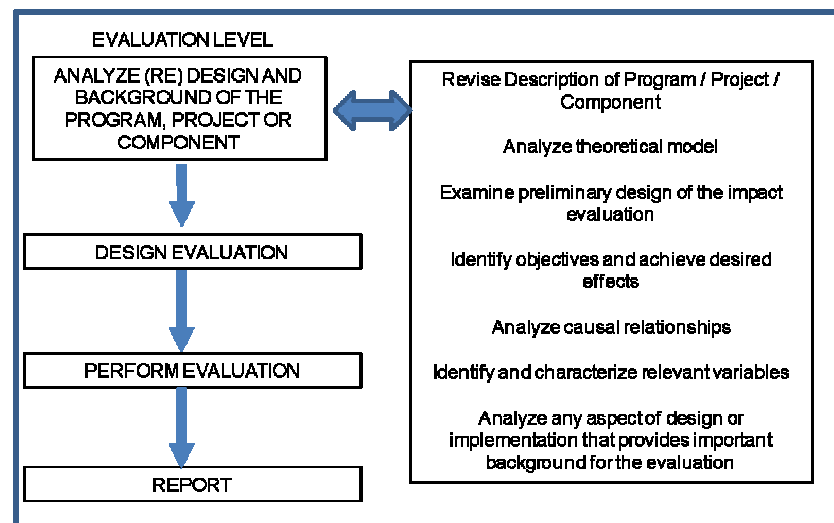 EVALUATION LEVEL
ANALYZE (RE) DESIGN AND
BACKGROUND OF THE
PROGRAM, PROJECT OR
COMPONENT
DESIGN EVALUATION
PERFORM EVALUATION
REPORT
Revise Description of Program / Project /
Component
Analyze theoretical model
Examine preliminary design of the impact
evaluation
Identify objectives and achieve desired
effects
Analyze causal relationships
Identify and characterize relevant variables
Analyze any aspect of design or
implementation that provides important
background for the evaluation